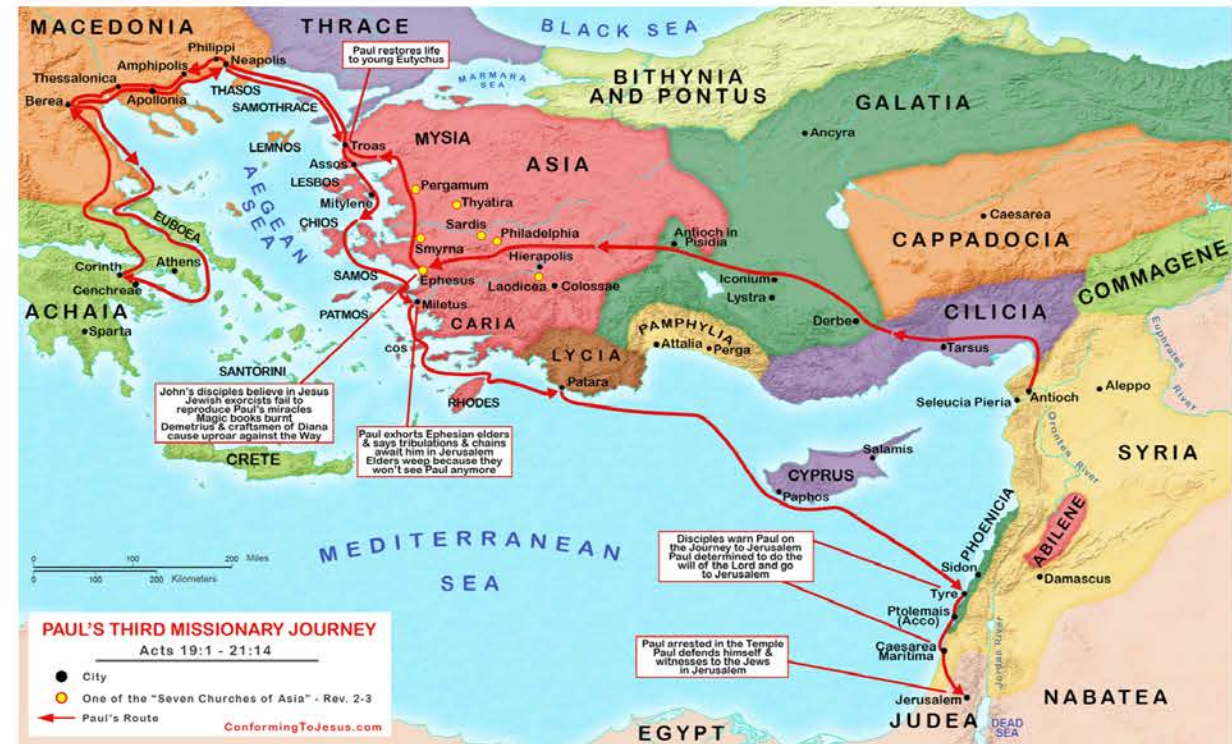 MACEDONIA
THRACE
BLACK SEA
Philippi
Neapolis
Amphipolis
Thessalonica
Berea
Apollonia
THASOS
SAMOTHRACE
Paul restores life
to young Eutychus
MARMARA
SEA
BITHYNIA
AND PONTUS
GALATIA
Ancyra
LEMNOS
Troas
MYSIA
ASIA
Assos
LESBOS
Mitylene
AEGEAN
SEA
CHIOS
Pergamum
Thyatira
Sardis
Philadelphia
Smyrna
Antioch in
Pisidia
Caesarea
CAPPADOCIA
COMMAGENE
EUBOEA
Athens
Corinth
Cenchreae
ACHAIA
Sparta
SAMOS
Ephesus
Hierapolis
Laodicea
Colossae
Iconium
Lystra
Derbe
CILICIA
Tarsus
PATMOS
Miletus
CARIA
COS
LYCIA
PAMPHYLIA
Attalia
Perga
Patara
SANTORINI
RHODES
CRETE
Seleucia Pieria
Antioch
Aleppo
Euphrates
River
Orontes
River
SYRIA
John's disciples believe in Jesus
Jewish exorcists fail to
reproduce Paul's miracles
Magic books burnt
Demetrius & craftsmen of Diana
cause uproar against the Way
Paul exhorts Ephesian elders
& says tribulations & chains
await him in Jerusalem
Elders weep because they
won't see Paul anymore
Salamis
CYPRUS
Paphos
MEDITERRANEAN
SEA
Disciples warn Paul on
the Journey to Jerusalem
Paul determined to do the
will of the Lord and go
to Jerusalem
PHOENICIA
ABILENE
Sidon
Damascus
Tyre
Ptolemais
(Acco)
Caesarea
Maritima
Jordan River
Paul arrested in the Temple
Paul defends himself &
witnesses to the Jews
in Jerusalem
Jerusalem
JUDEA
DEAD
SEA
NABATEA
EGYPT
0 100 200 Miles
0 100 200 Kilometers
PAUL'S THIRD MISSIONARY JOURNEY
Acts 19:1 - 21:14
City
One of the "Seven Churches of Asia" - Rev. 2-3
Paul's Route
ConformingToJesus.com